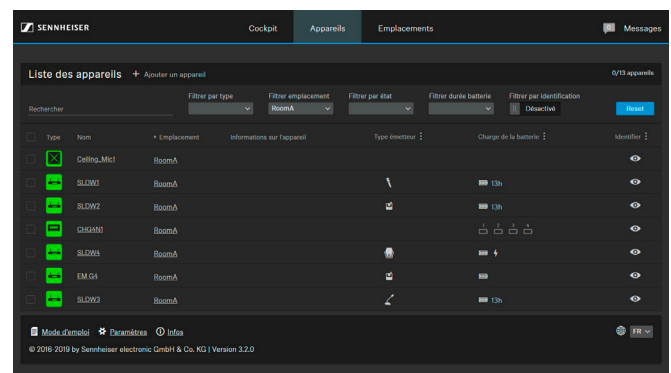 SENNHEISER Cockpit Appareils Emplacements 0 Messages
Liste des appareils + Ajouter un appareil 0/13 appareils
Filtrer par type Filtrer emplacement Filtrer par état Filtrer durée batterie Filtrer par identification
Rechercher RoomA Désactivé Reset
Type Nom Emplacement Informations sur l'appareil Type émetteur Charge de la batterie Identifier
Ceiling_Mic1 RoomA
SLDW1 RoomA 13h
SLDW2 RoomA 13h
1 2 3 4
CHG4N1 RoomA
SLDW4 RoomA
EM G4 RoomA
SLDW3 RoomA 13h
Mode d'emploi Paramètres Infos FR
© 2016-2019 by Sennheiser electronic GmbH & Co. KG | Version 3.2.0